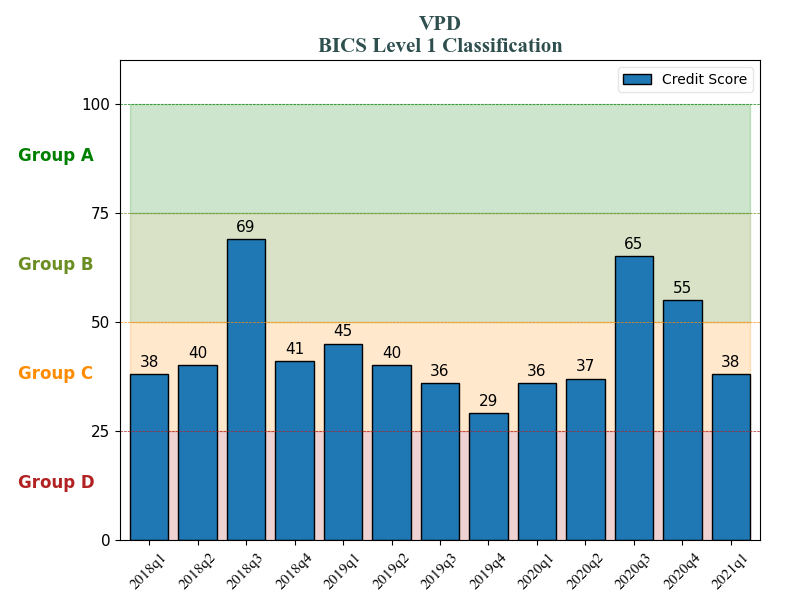 VPD
BICS Level 1 Classification
Credit Score
100
Group A
75
69
65
Group B
55
50
45
41
40
40
38
38
37
36
36
Group C
29
25
Group D
0
2018q1 2018q2 2018q3 2018q4 2019q1 2019q2 2019q3 2019q4 2020q1 2020q2 2020q3 2020q4 2021q1